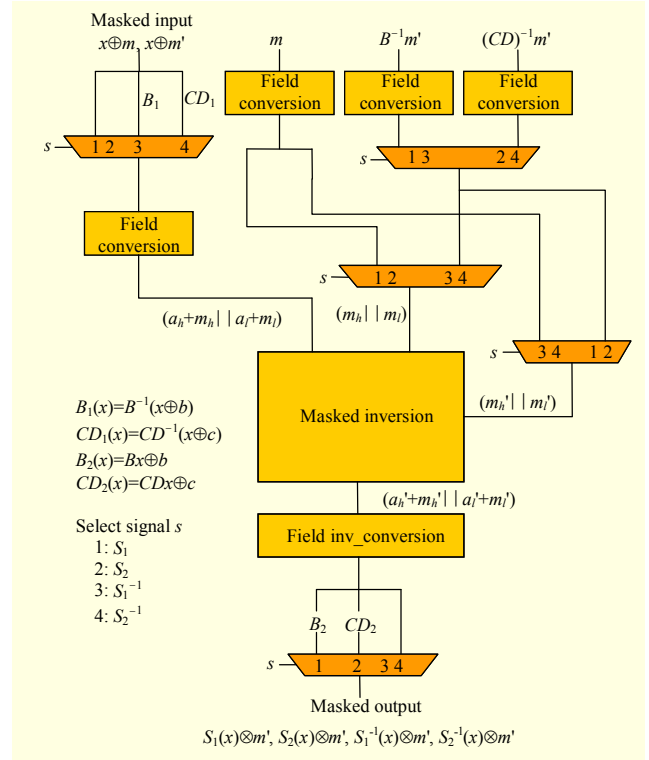 Masked input
x⊕m, x⊕m'
m
B⁻¹m'
(CD)⁻¹m'
Field conversion
Field conversion
Field conversion
B₁
CD₁
s
1 2 3 4
s
1 3 2 4
Field conversion
s
1 2 3 4
(aₕ+mₕ||aₗ+mₗ)
(mₕ||mₗ)
s
3 4 1 2
Masked inversion
(mₕ'||mₗ')
B₁(x)=B⁻¹(x⊕b)
CD₁(x)=CD⁻¹(x⊕c)
B₂(x)=Bx⊕b
CD₂(x)=CDx⊕c
(aₕ'+mₕ'||aₗ'+mₗ')
Select signal s
1: S₁
2: S₂
3: S₁⁻¹
4: S₂⁻¹
Field inv_conversion
B₂
CD₂
s
1 2 3 4
Masked output
S₁(x)⊗m', S₂(x)⊗m', S₁⁻¹(x)⊗m', S₂⁻¹(x)⊗m'